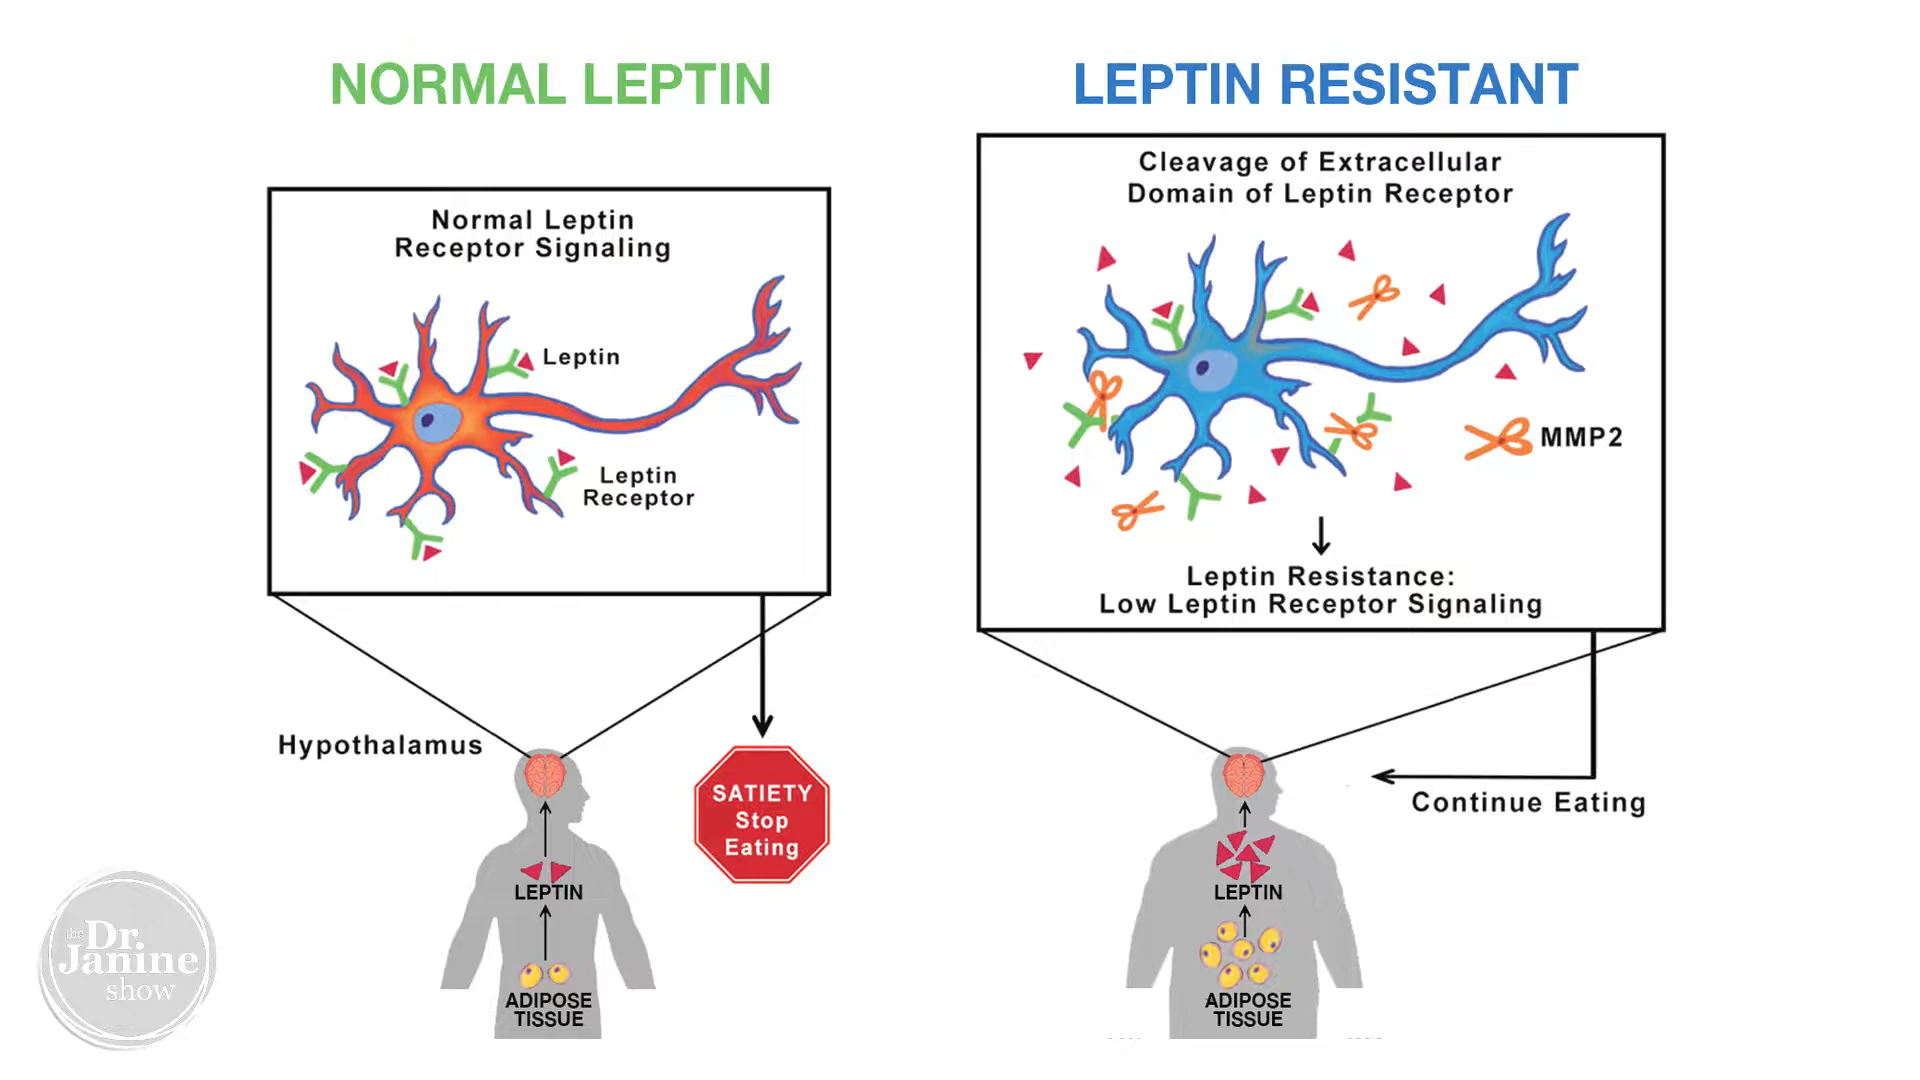 NORMAL LEPTIN
Normal Leptin
Receptor Signaling
Leptin
Leptin
Receptor
Hypothalamus
SATIETY
Stop
Eating
LEPTIN
ADIPOSE
TISSUE
LEPTIN RESISTANT
Cleavage of Extracellular
Domain of Leptin Receptor
MMP2
Leptin Resistance:
Low Leptin Receptor Signaling
Continue Eating
LEPTIN
ADIPOSE
TISSUE
the Dr.
Janine
show